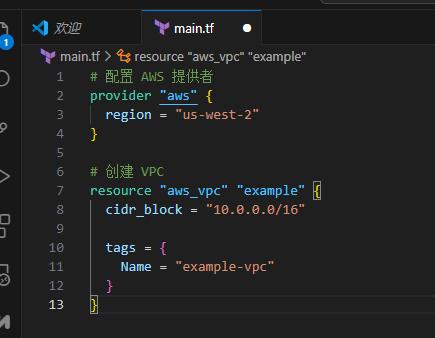 欢迎
main.tf
1
main.tf > resource "aws_vpc" "example"
1 # 配置 AWS 提供者
2 provider "aws" {
3   region = "us-west-2"
4 }
5
6 # 创建 VPC
7 resource "aws_vpc" "example" {
8   cidr_block = "10.0.0.0/16"
9
10   tags = {
11     Name = "example-vpc"
12   }
13 }